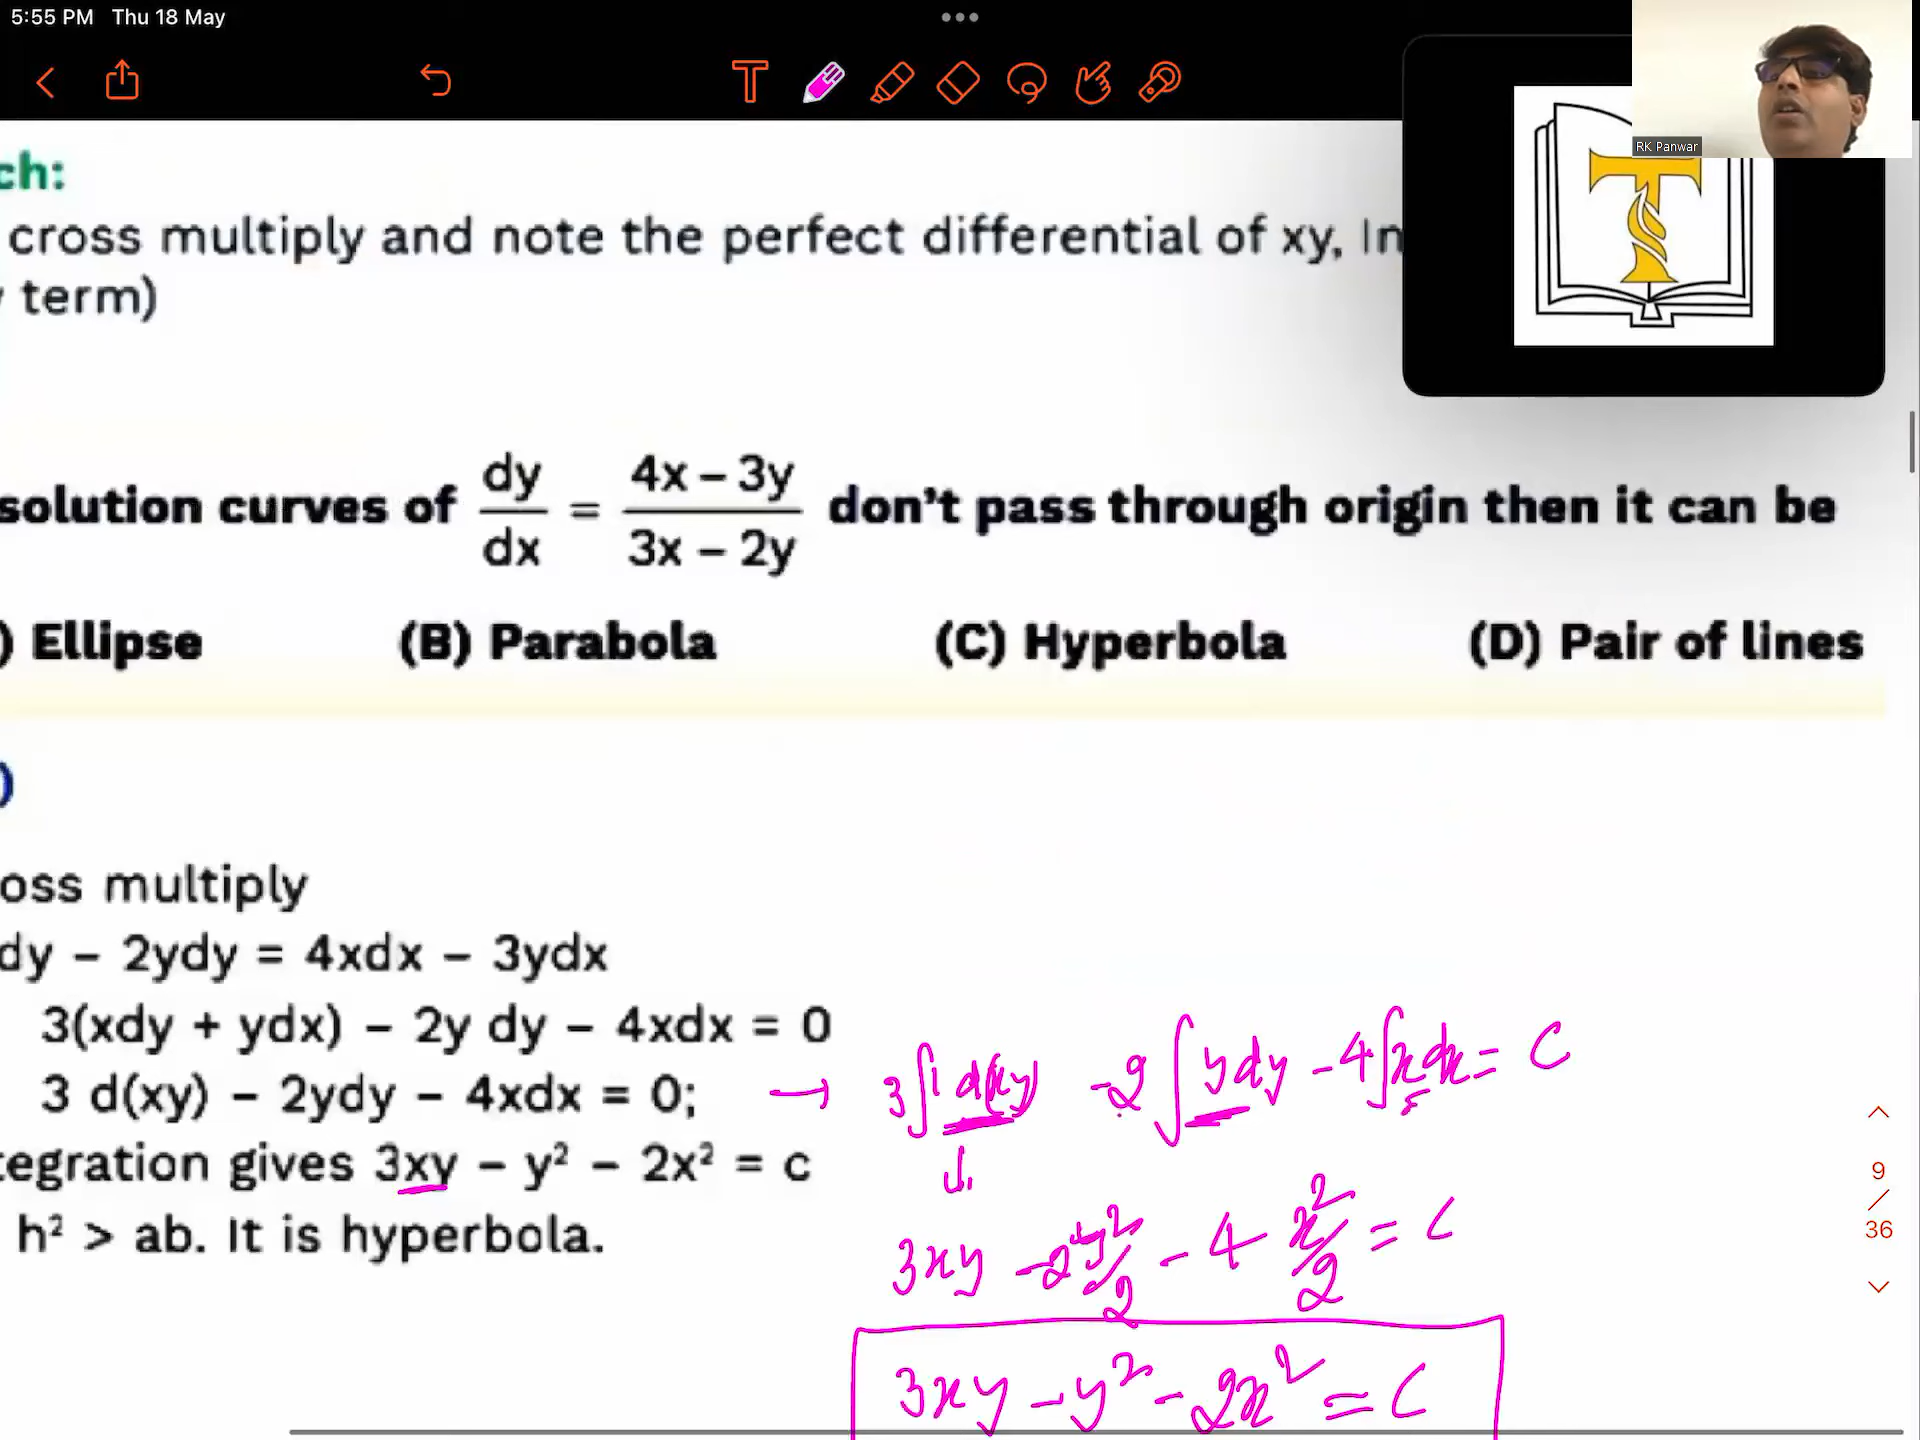 5:55 PM Thu 18 May
RK Panwar
ch:
cross multiply and note the perfect differential of xy, In
term)
solution curves of dy/dx = (4x – 3y)/(3x – 2y) don't pass through origin then it can be
) Ellipse (B) Parabola (C) Hyperbola (D) Pair of lines
)
oss multiply
dy – 2ydy = 4xdx – 3ydx
3(xdy + ydx) – 2y dy – 4xdx = 0
3 d(xy) – 2ydy – 4xdx = 0; → 3∫1 d(xy) -2∫ydy - 4∫xdx = C
tegration gives 3xy – y² – 2x² = c
h² > ab. It is hyperbola.
3xy - 2 y²/2 - 4 x²/2 = C
3xy - y² - 2x² = C
9
/
36